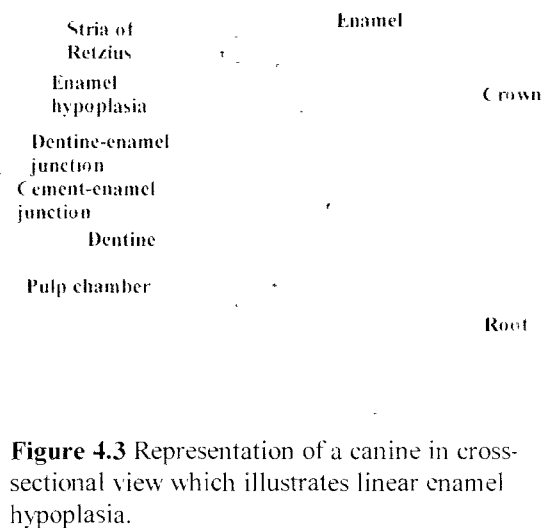 Enamel
Stria of
Retzius
Enamel
hypoplasia
Crown
Dentine-enamel
junction
Cement-enamel
junction
Dentine
Pulp chamber
Root
Figure 4.3 Representation of a canine in cross-
sectional view which illustrates linear enamel
hypoplasia.